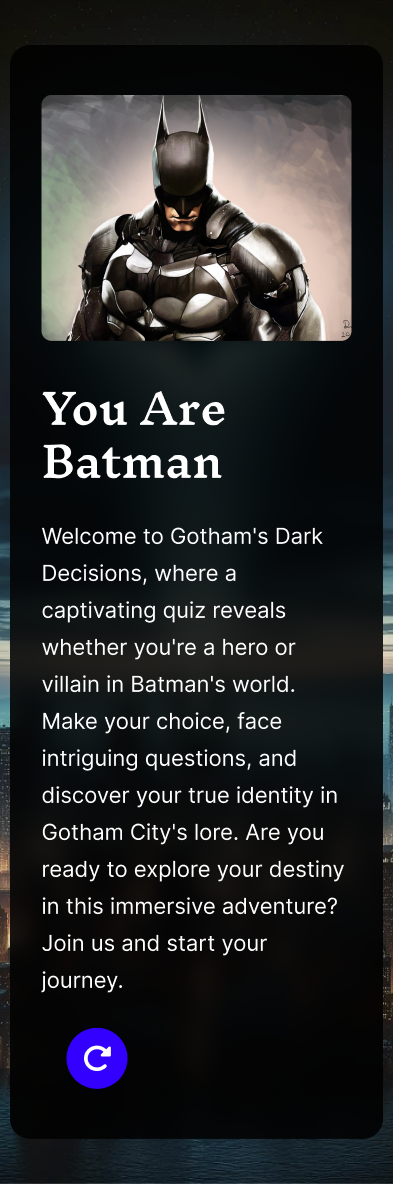 You Are
Batman
Welcome to Gotham's Dark
Decisions, where a
captivating quiz reveals
whether you're a hero or
villain in Batman's world.
Make your choice, face
intriguing questions, and
discover your true identity in
Gotham City's lore. Are you
ready to explore your destiny
in this immersive adventure?
Join us and start your
journey.